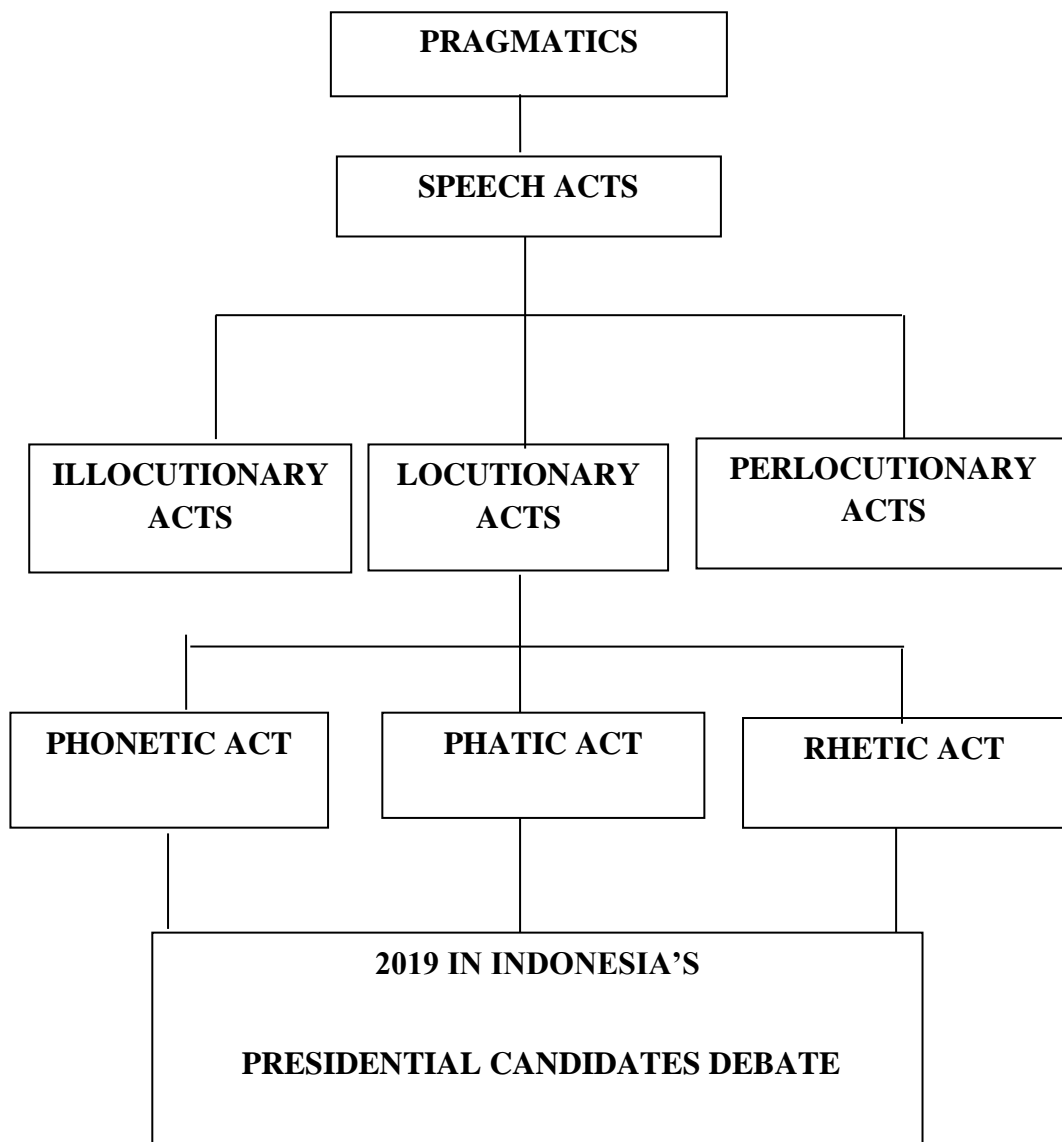 PRAGMATICS
SPEECH ACTS
ILLOCUTIONARY
ACTS
LOCUTIONARY
ACTS
PERLOCUTIONARY
ACTS
PHONETIC ACT
PHATIC ACT
RHETIC ACT
2019 IN INDONESIA’S
PRESIDENTIAL CANDIDATES DEBATE